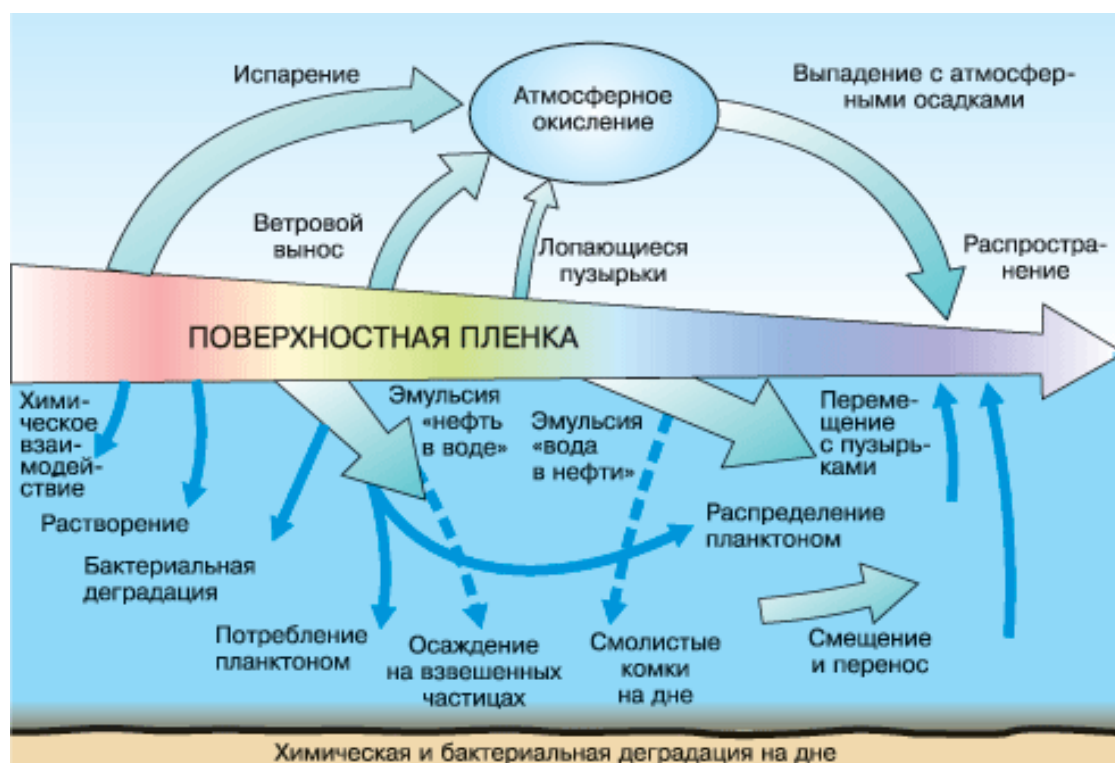 Испарение
Атмосферное
окисление
Выпадение с атмосфер-
ными осадками
Ветровой
вынос
Лопающиеся
пузырьки
Распростра-
нение
ПОВЕРХНОСТНАЯ ПЛЕНКА
Хими-
ческое
взаи-
модей-
ствие
Растворение
Бактериальная
деградация
Потребление
планктоном
Эмульсия
«нефть
в воде»
Осаждение
на взвешенных
частицах
Эмульсия
«вода
в нефти»
Смолистые
комки
на дне
Переме-
щение
с пузырь-
ками
Распределение
планктоном
Смещение
и перенос
Химическая и бактериальная деградация на дне